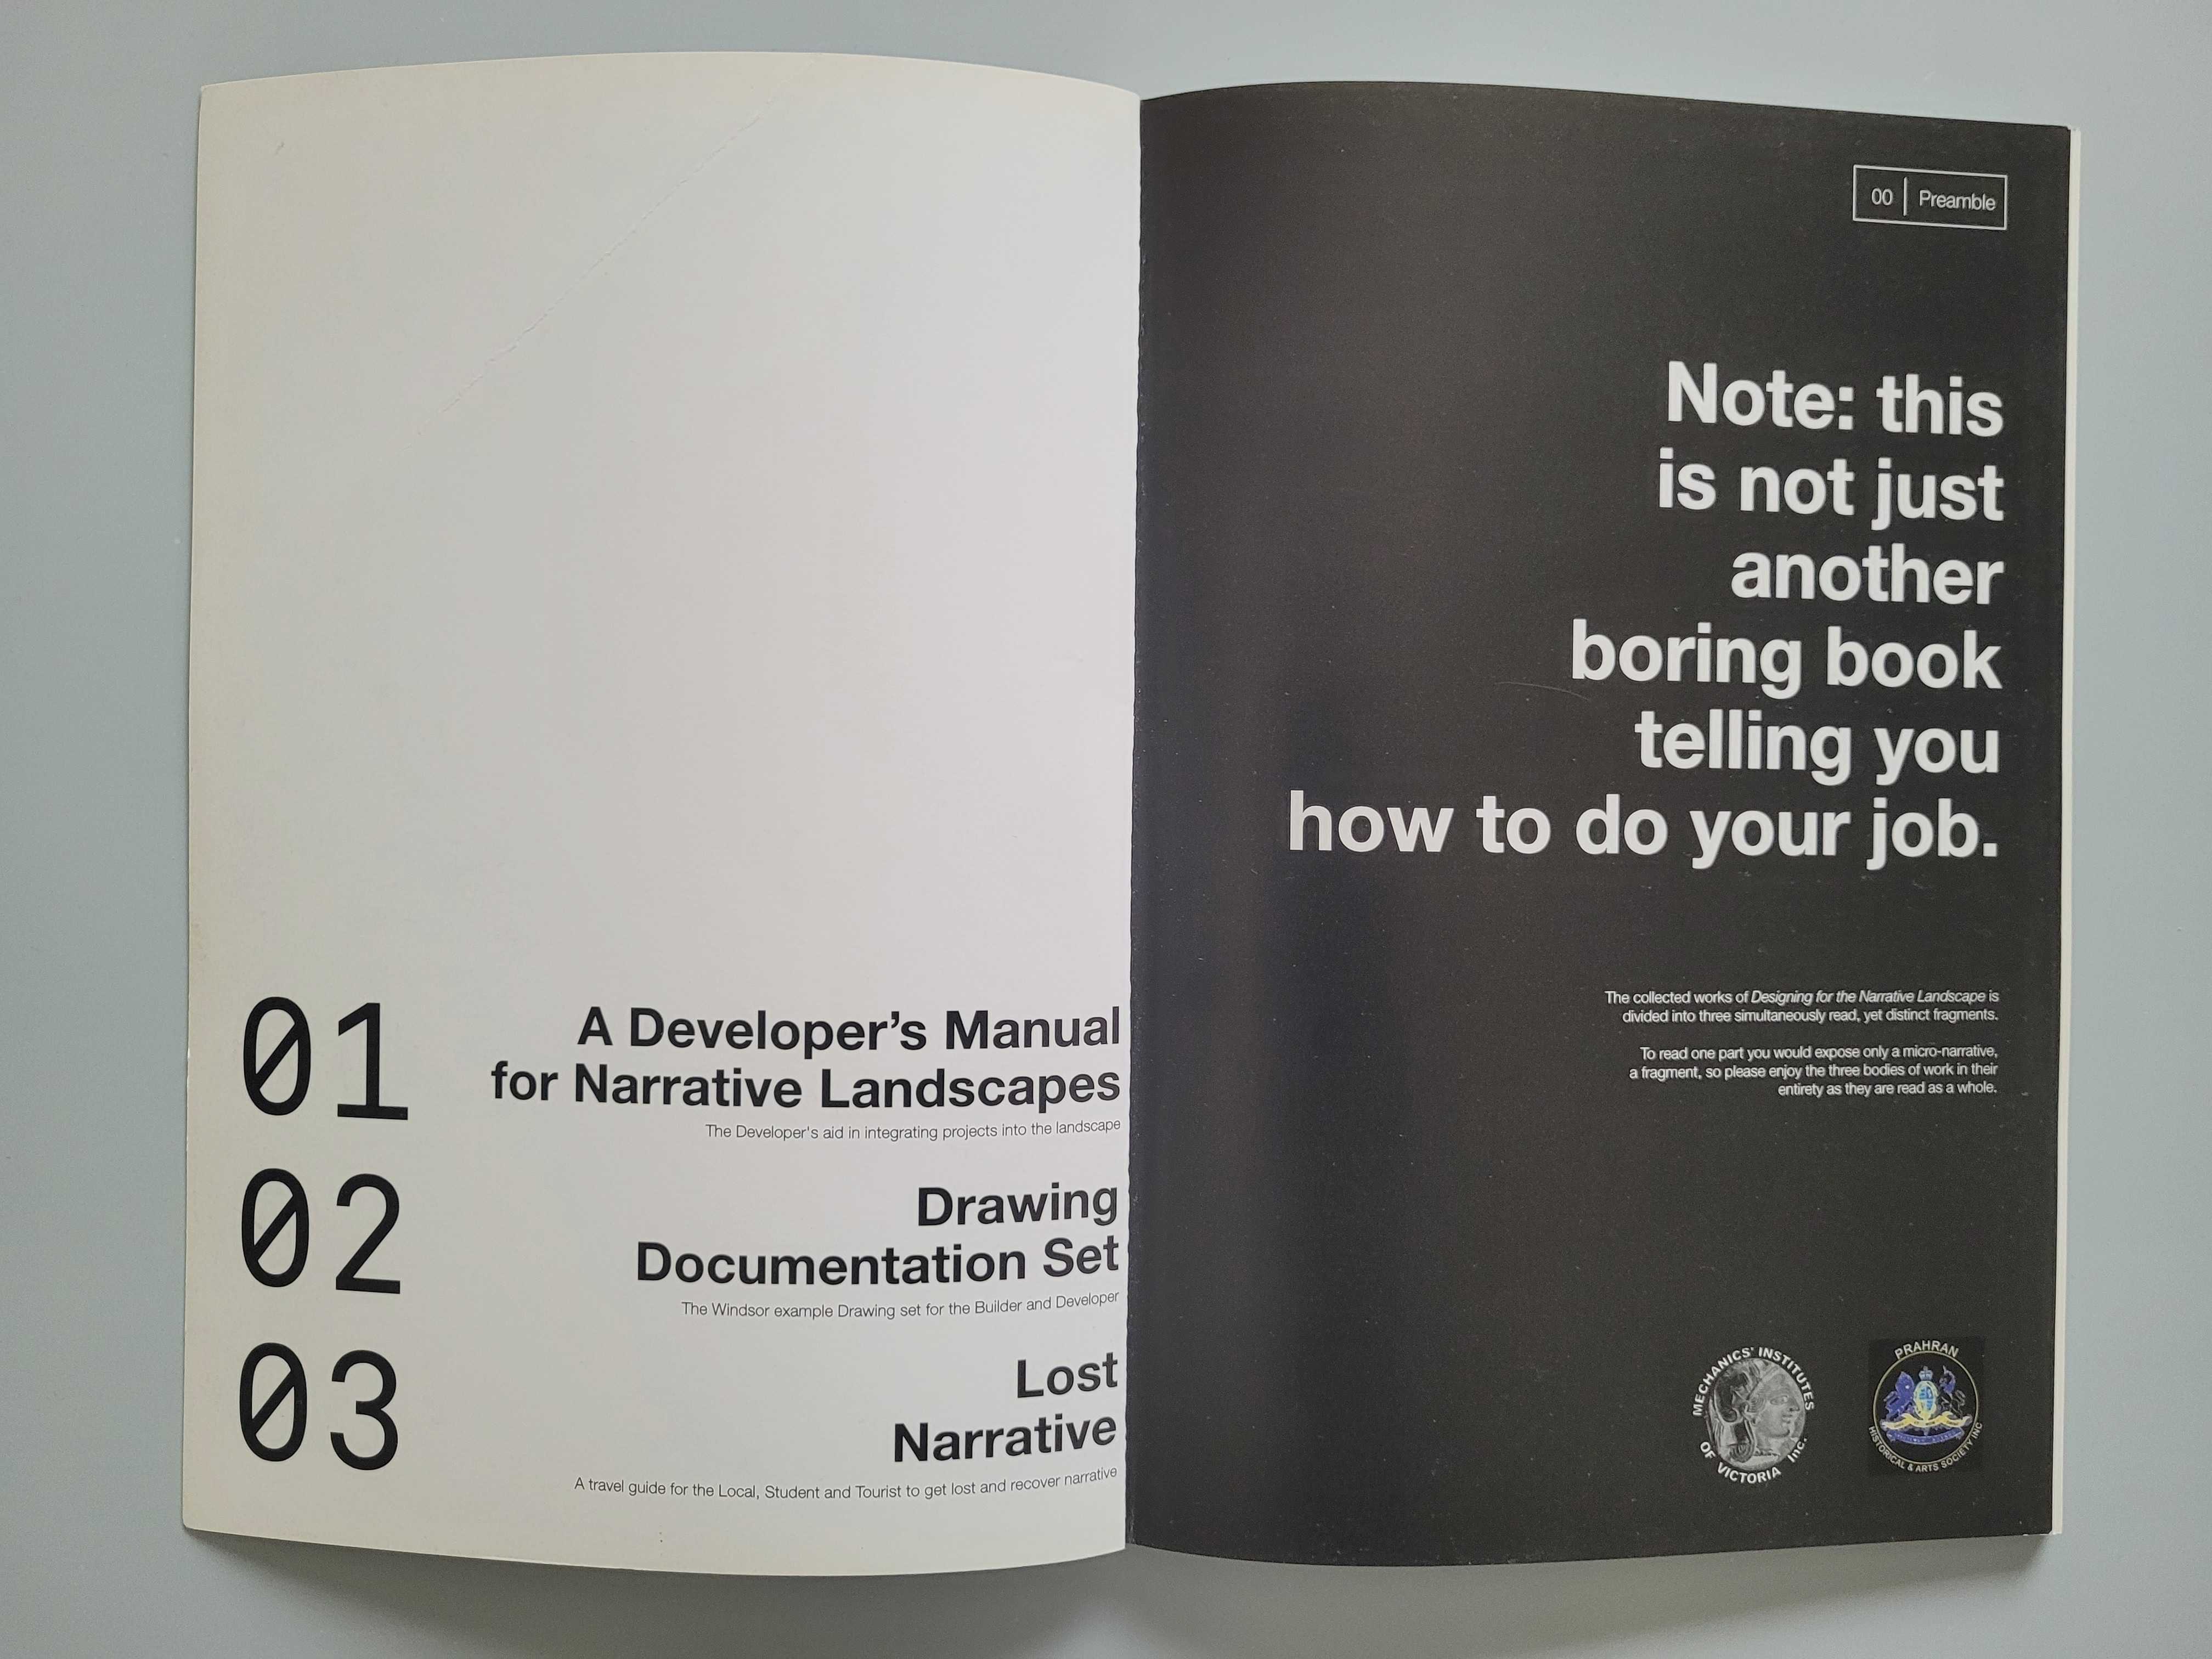 01
A Developer's Manual
for Narrative Landscapes
The Developer's aid in integrating projects into the landscape
02
Drawing
Documentation Set
The Windsor example Drawing set for the Builder and Developer
03
Lost
Narrative
A travel guide for the Local, Student and Tourist to get lost and recover narrative
00 | Preamble
Note: this
is not just
another
boring book
telling you
how to do your job.
The collected works of Designing for the Narrative Landscape is
divided into three simultaneously read, yet distinct fragments.
To read one part you would expose only a micro-narrative,
a fragment, so please enjoy the three bodies of work in their
entirety as they are read as a whole.
MECHANICS' INSTITUTES
OF VICTORIA Inc.
PRAHRAN
HISTORICAL & ARTS SOCIETY INC